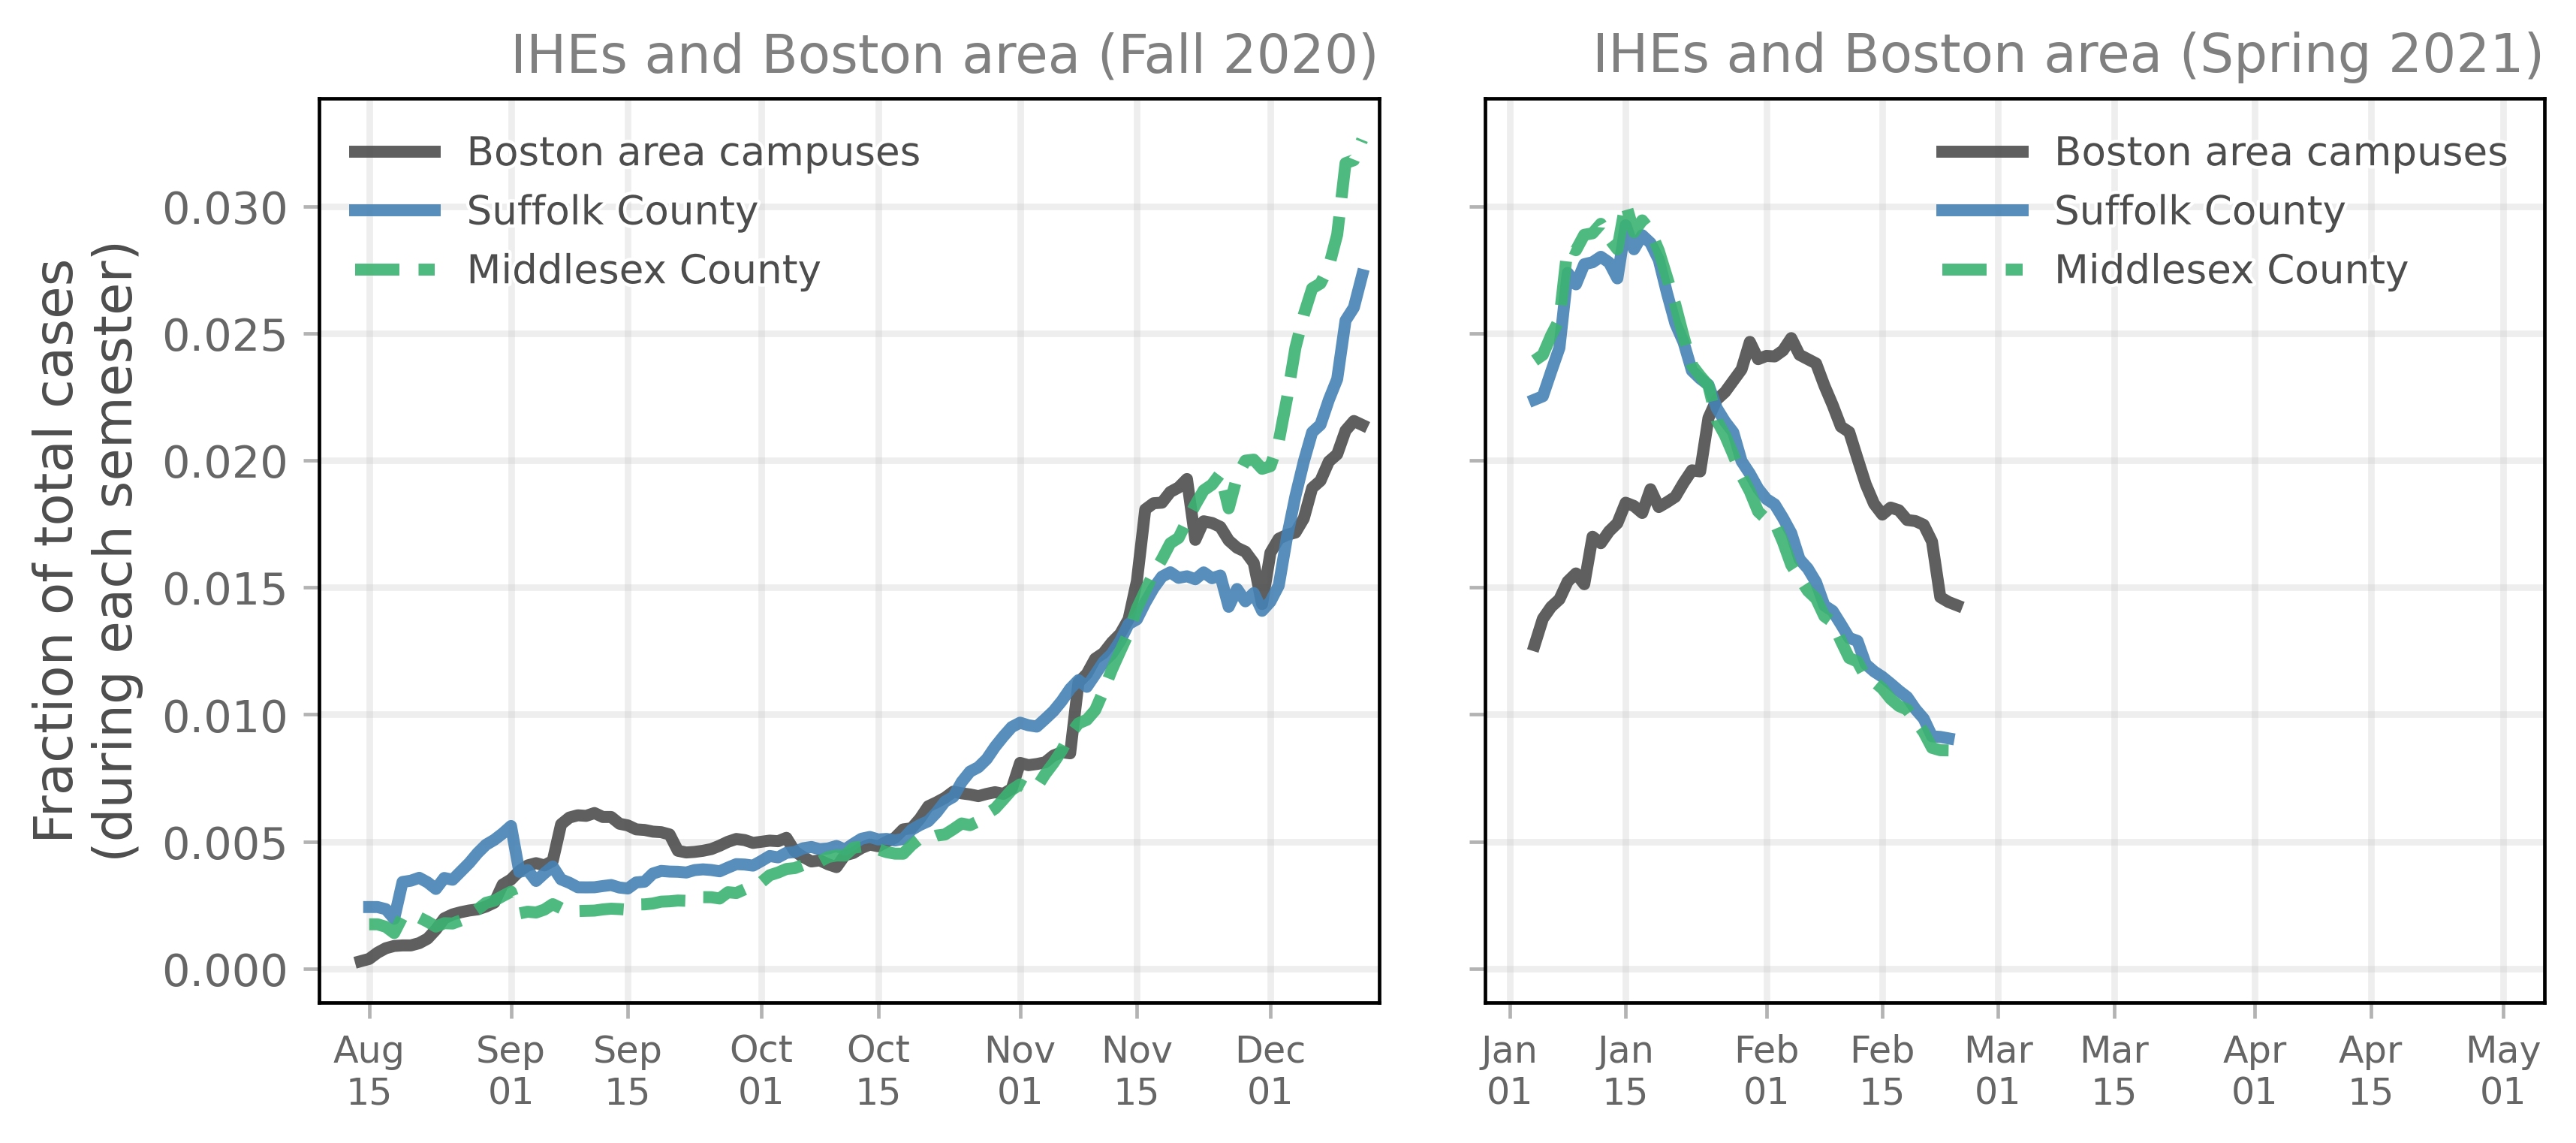 IHEs and Boston area (Fall 2020)
Boston area campuses
Suffolk County
Middlesex County
Fraction of total cases
(during each semester)
0.030
0.025
0.020
0.015
0.010
0.005
0.000
Aug Sep Sep Oct Oct Nov Nov Dec
15 01 15 01 15 01 15 01
IHEs and Boston area (Spring 2021)
Boston area campuses
Suffolk County
Middlesex County
Jan Jan Feb Feb Mar Mar Apr Apr May
01 15 01 15 01 15 01 15 01